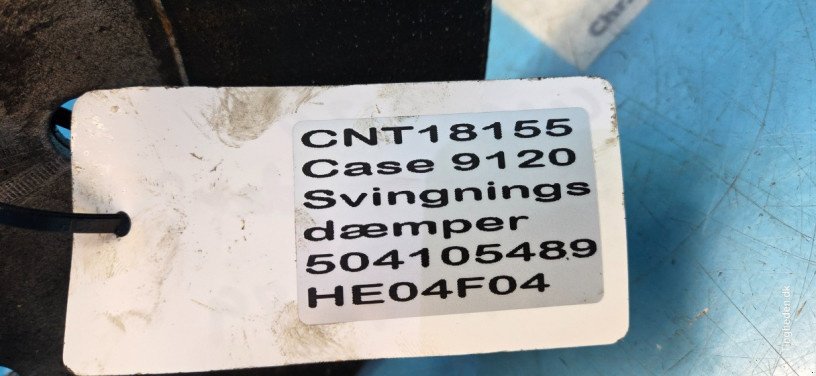 CNT18155
Case 9120
Svingnings
dæmper
504105489
HE04F04